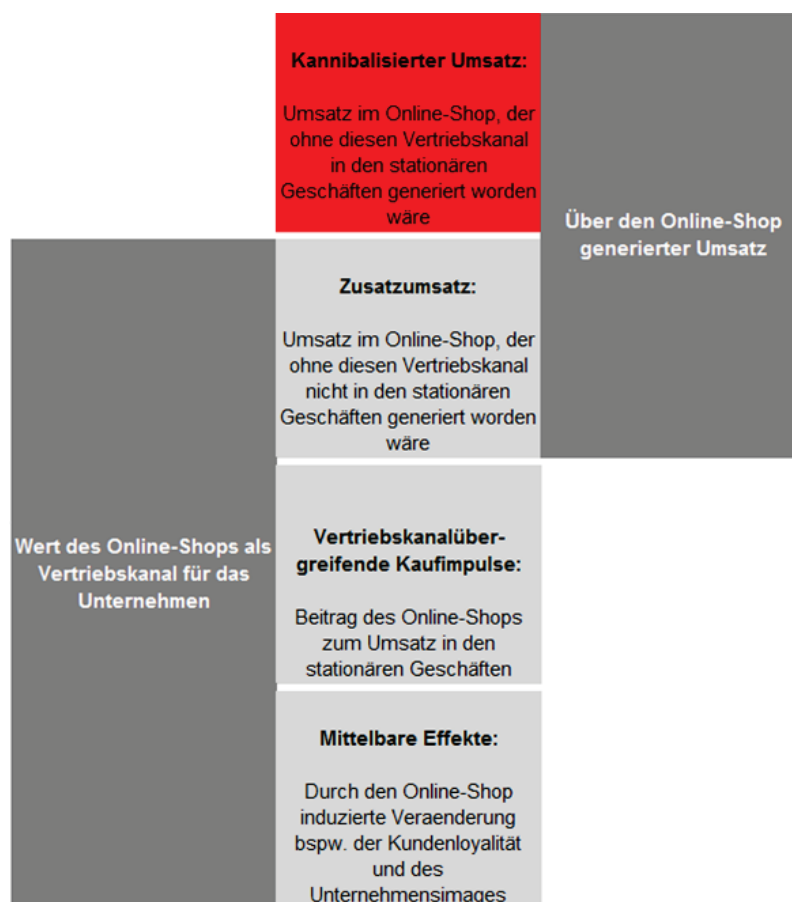 Kannibalisierter Umsatz:
Umsatz im Online-Shop, der
ohne diesen Vertriebskanal
in den stationären
Geschäften generiert worden
wäre
Über den Online-Shop
generierter Umsatz
Zusatzumsatz:
Umsatz im Online-Shop, der
ohne diesen Vertriebskanal
nicht in den stationären
Geschäften generiert worden
wäre
Wert des Online-Shops als
Vertriebskanal für das
Unternehmen
Vertriebskanalüber-
greifende Kaufimpulse:
Beitrag des Online-Shops
zum Umsatz in den
stationären Geschäften
Mittelbare Effekte:
Durch den Online-Shop
induzierte Veraenderung
bspw. der Kundenloyalität
und des
Unternehmensimages